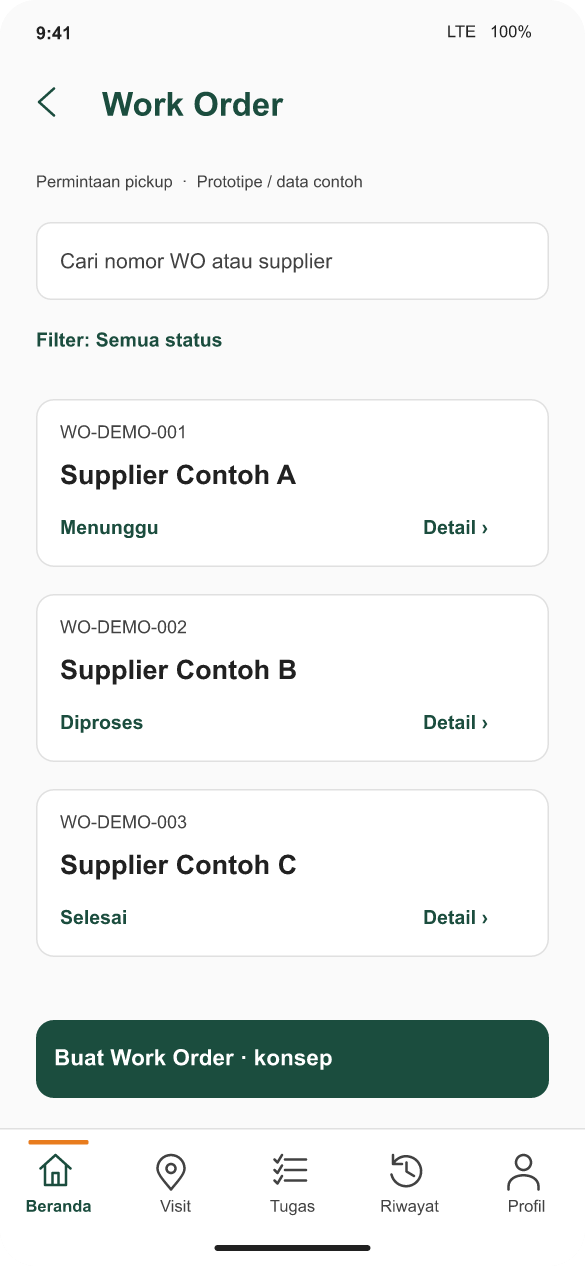 9:41 LTE 100%
Work Order
Permintaan pickup · Prototipe / data contoh
Cari nomor WO atau supplier
Filter: Semua status
WO-DEMO-001
Supplier Contoh A
Menunggu Detail ›
WO-DEMO-002
Supplier Contoh B
Diproses Detail ›
WO-DEMO-003
Supplier Contoh C
Selesai Detail ›
Buat Work Order · konsep
Beranda Visit Tugas Riwayat Profil